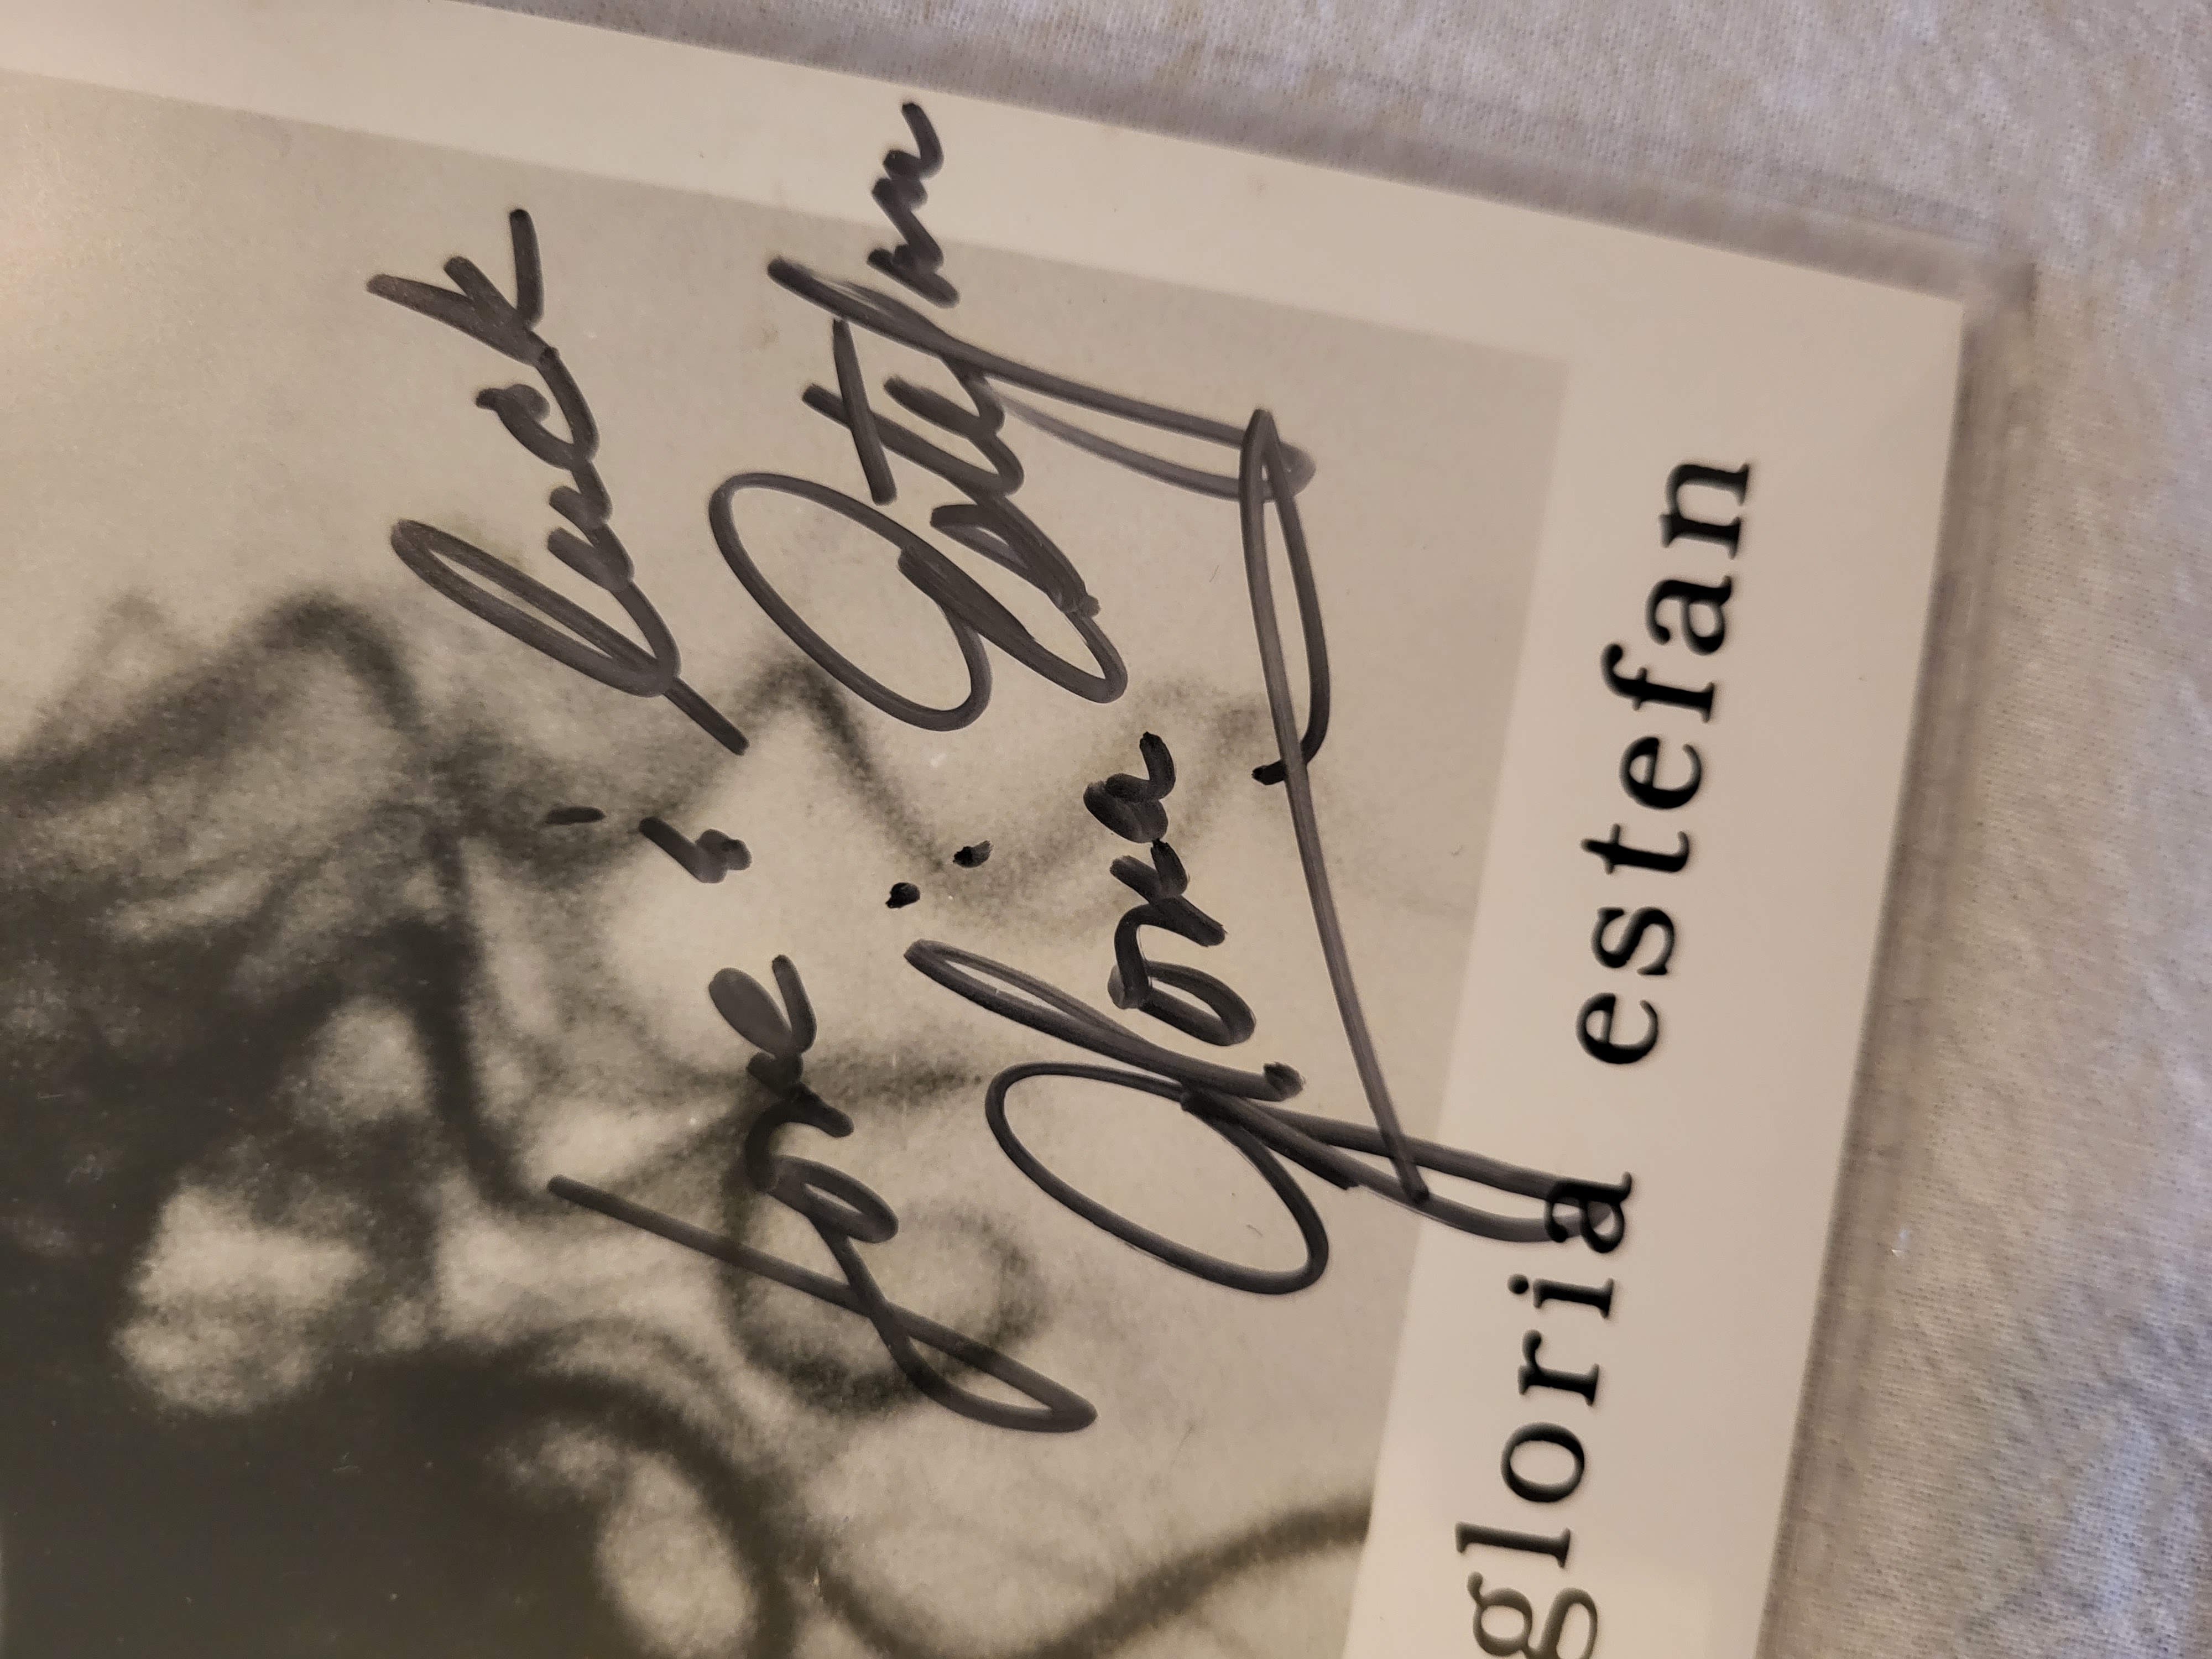 Love & luck
Gloria Estefan
gloria estefan